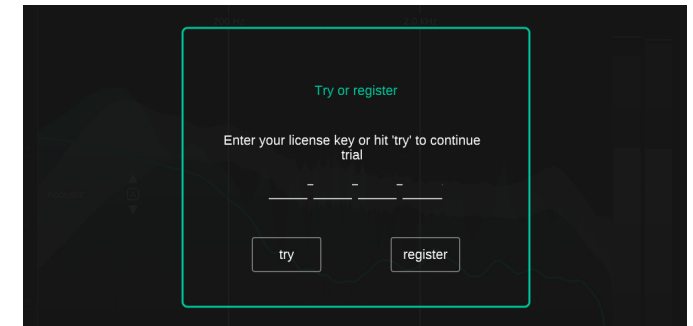 Try or register
Enter your license key or hit 'try' to continue
trial
_ – _ – _ – _
try
register